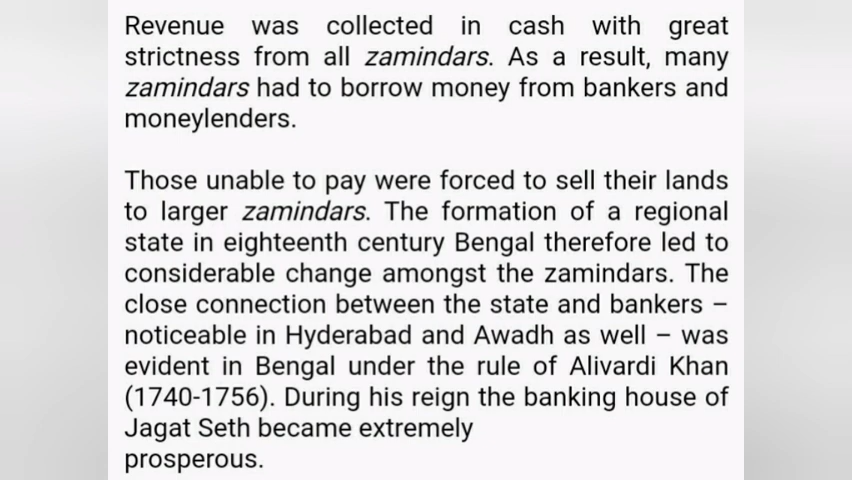 Revenue was collected in cash with great
strictness from all zamindars. As a result, many
zamindars had to borrow money from bankers and
moneylenders.
Those unable to pay were forced to sell their lands
to larger zamindars. The formation of a regional
state in eighteenth century Bengal therefore led to
considerable change amongst the zamindars. The
close connection between the state and bankers –
noticeable in Hyderabad and Awadh as well – was
evident in Bengal under the rule of Alivardi Khan
(1740-1756). During his reign the banking house of
Jagat Seth became extremely
prosperous.